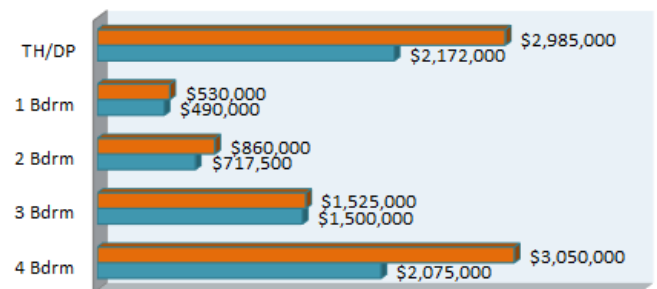 TH/DP
$2,985,000
$2,172,000
1 Bdrm
$530,000
$490,000
2 Bdrm
$860,000
$717,500
3 Bdrm
$1,525,000
$1,500,000
4 Bdrm
$3,050,000
$2,075,000